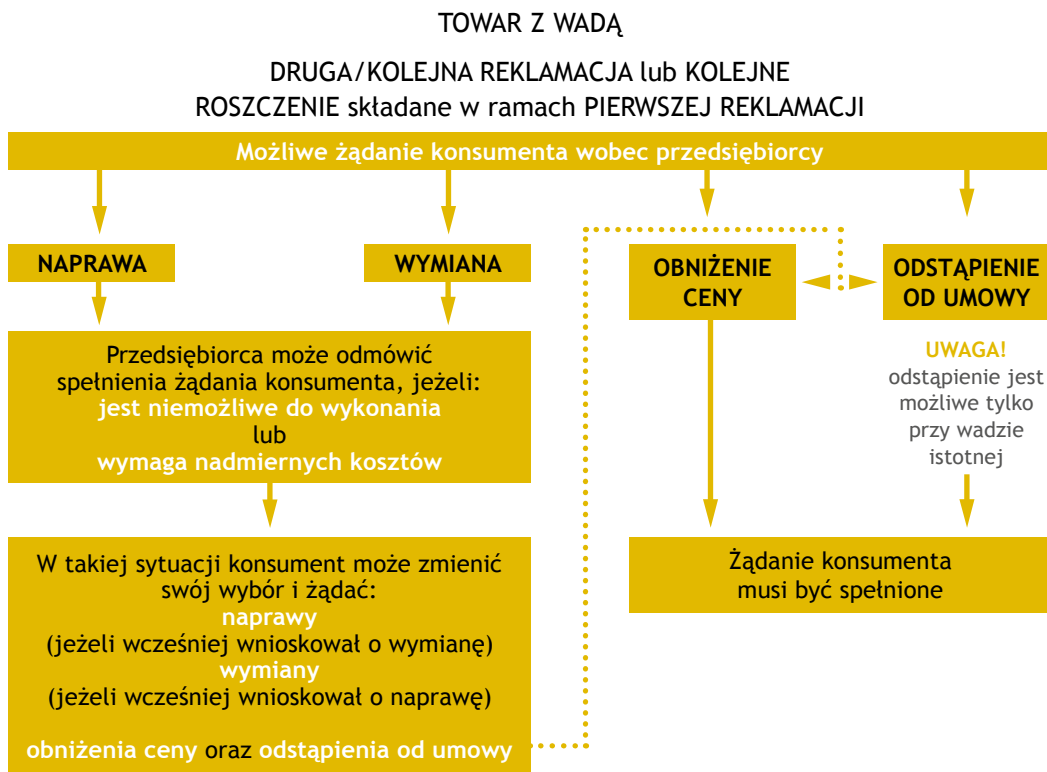 TOWAR Z WADĄ
DRUGA/KOLEJNA REKLAMACJA lub KOLEJNE
ROSZCZENIE składane w ramach PIERWSZEJ REKLAMACJI
Możliwe żądanie konsumenta wobec przedsiębiorcy
NAPRAWA
WYMIANA
OBNIŻENIE
CENY
ODSTĄPIENIE
OD UMOWY
Przedsiębiorca może odmówić
spełnienia żądania konsumenta, jeżeli:
jest niemożliwe do wykonania
lub
wymaga nadmiernych kosztów
UWAGA!
odstąpienie jest
możliwe tylko
przy wadzie
istotnej
W takiej sytuacji konsument może zmienić
swój wybór i żądać:
naprawy
(jeżeli wcześniej wnioskował o wymianę)
wymiany
(jeżeli wcześniej wnioskował o naprawę)
obniżenia ceny oraz odstąpienia od umowy
Żądanie konsumenta
musi być spełnione